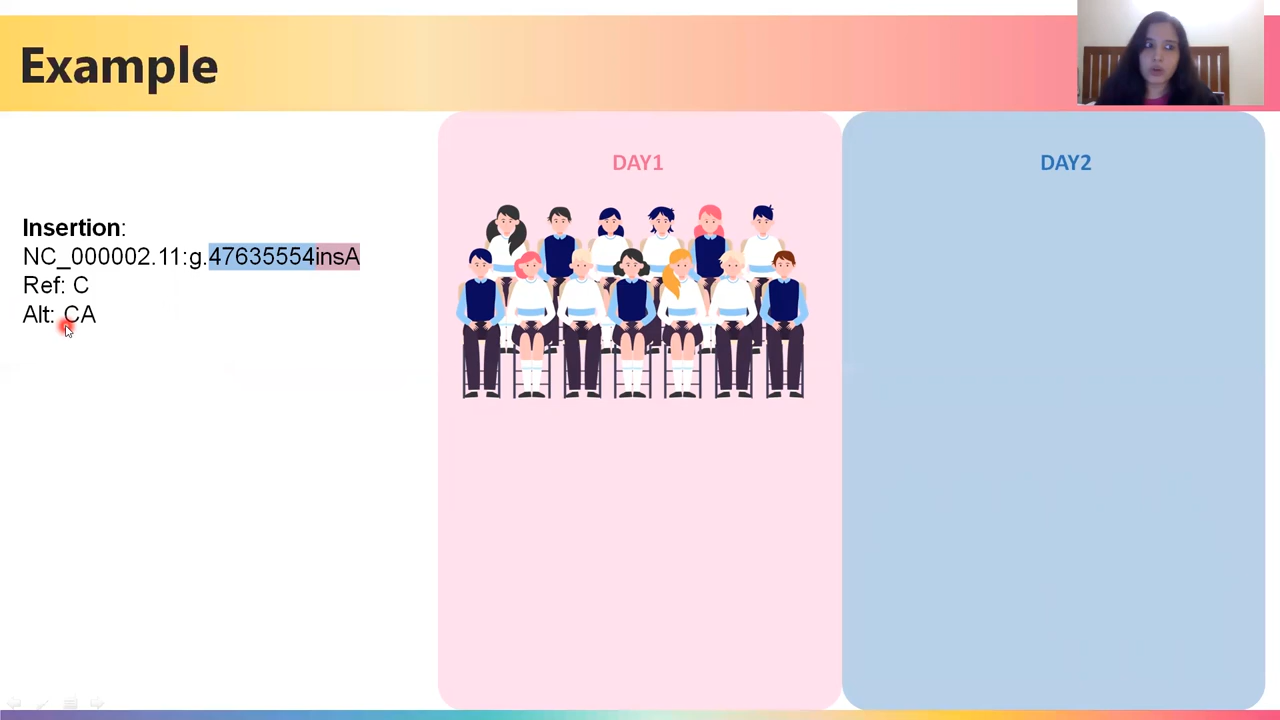 Example
DAY1
DAY2
Insertion:
NC_000002.11:g.47635554insA
Ref: C
Alt: CA